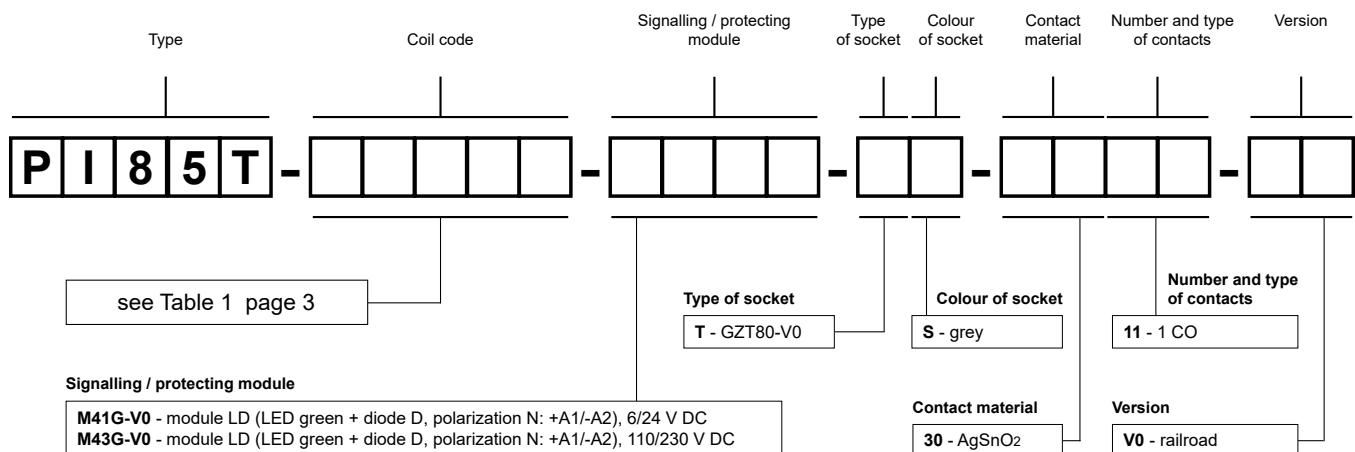 Type
Coil code
Signalling / protecting
module
Type
of socket
Colour
of socket
Contact
material
Number and type
of contacts
Version
PI85T - - - - -
see Table 1 page 3
Type of socket
T - GZT80-V0
Colour of socket
S - grey
Number and type
of contacts
11 - 1 CO
Signalling / protecting module
M41G-V0 - module LD (LED green + diode D, polarization N: +A1/-A2), 6/24 V DC
M43G-V0 - module LD (LED green + diode D, polarization N: +A1/-A2), 110/230 V DC
Contact material
30 - AgSnO2
Version
V0 - railroad